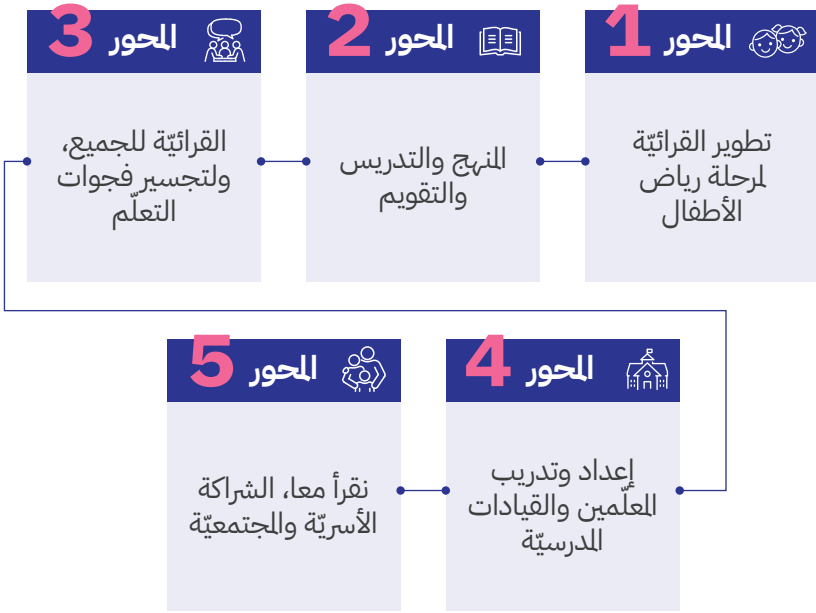 المحور 1
تطوير القرائيّة
لمرحلة رياض
الأطفال
المحور 2
المنهج والتدريس
والتقويم
المحور 3
القرائيّة للجميع،
ولتجسير فجوات
التعلّم
المحور 4
إعداد وتدريب
المعلّمين والقيادات
المدرسيّة
المحور 5
نقرأ معا، الشراكة
الأسريّة والمجتمعيّة